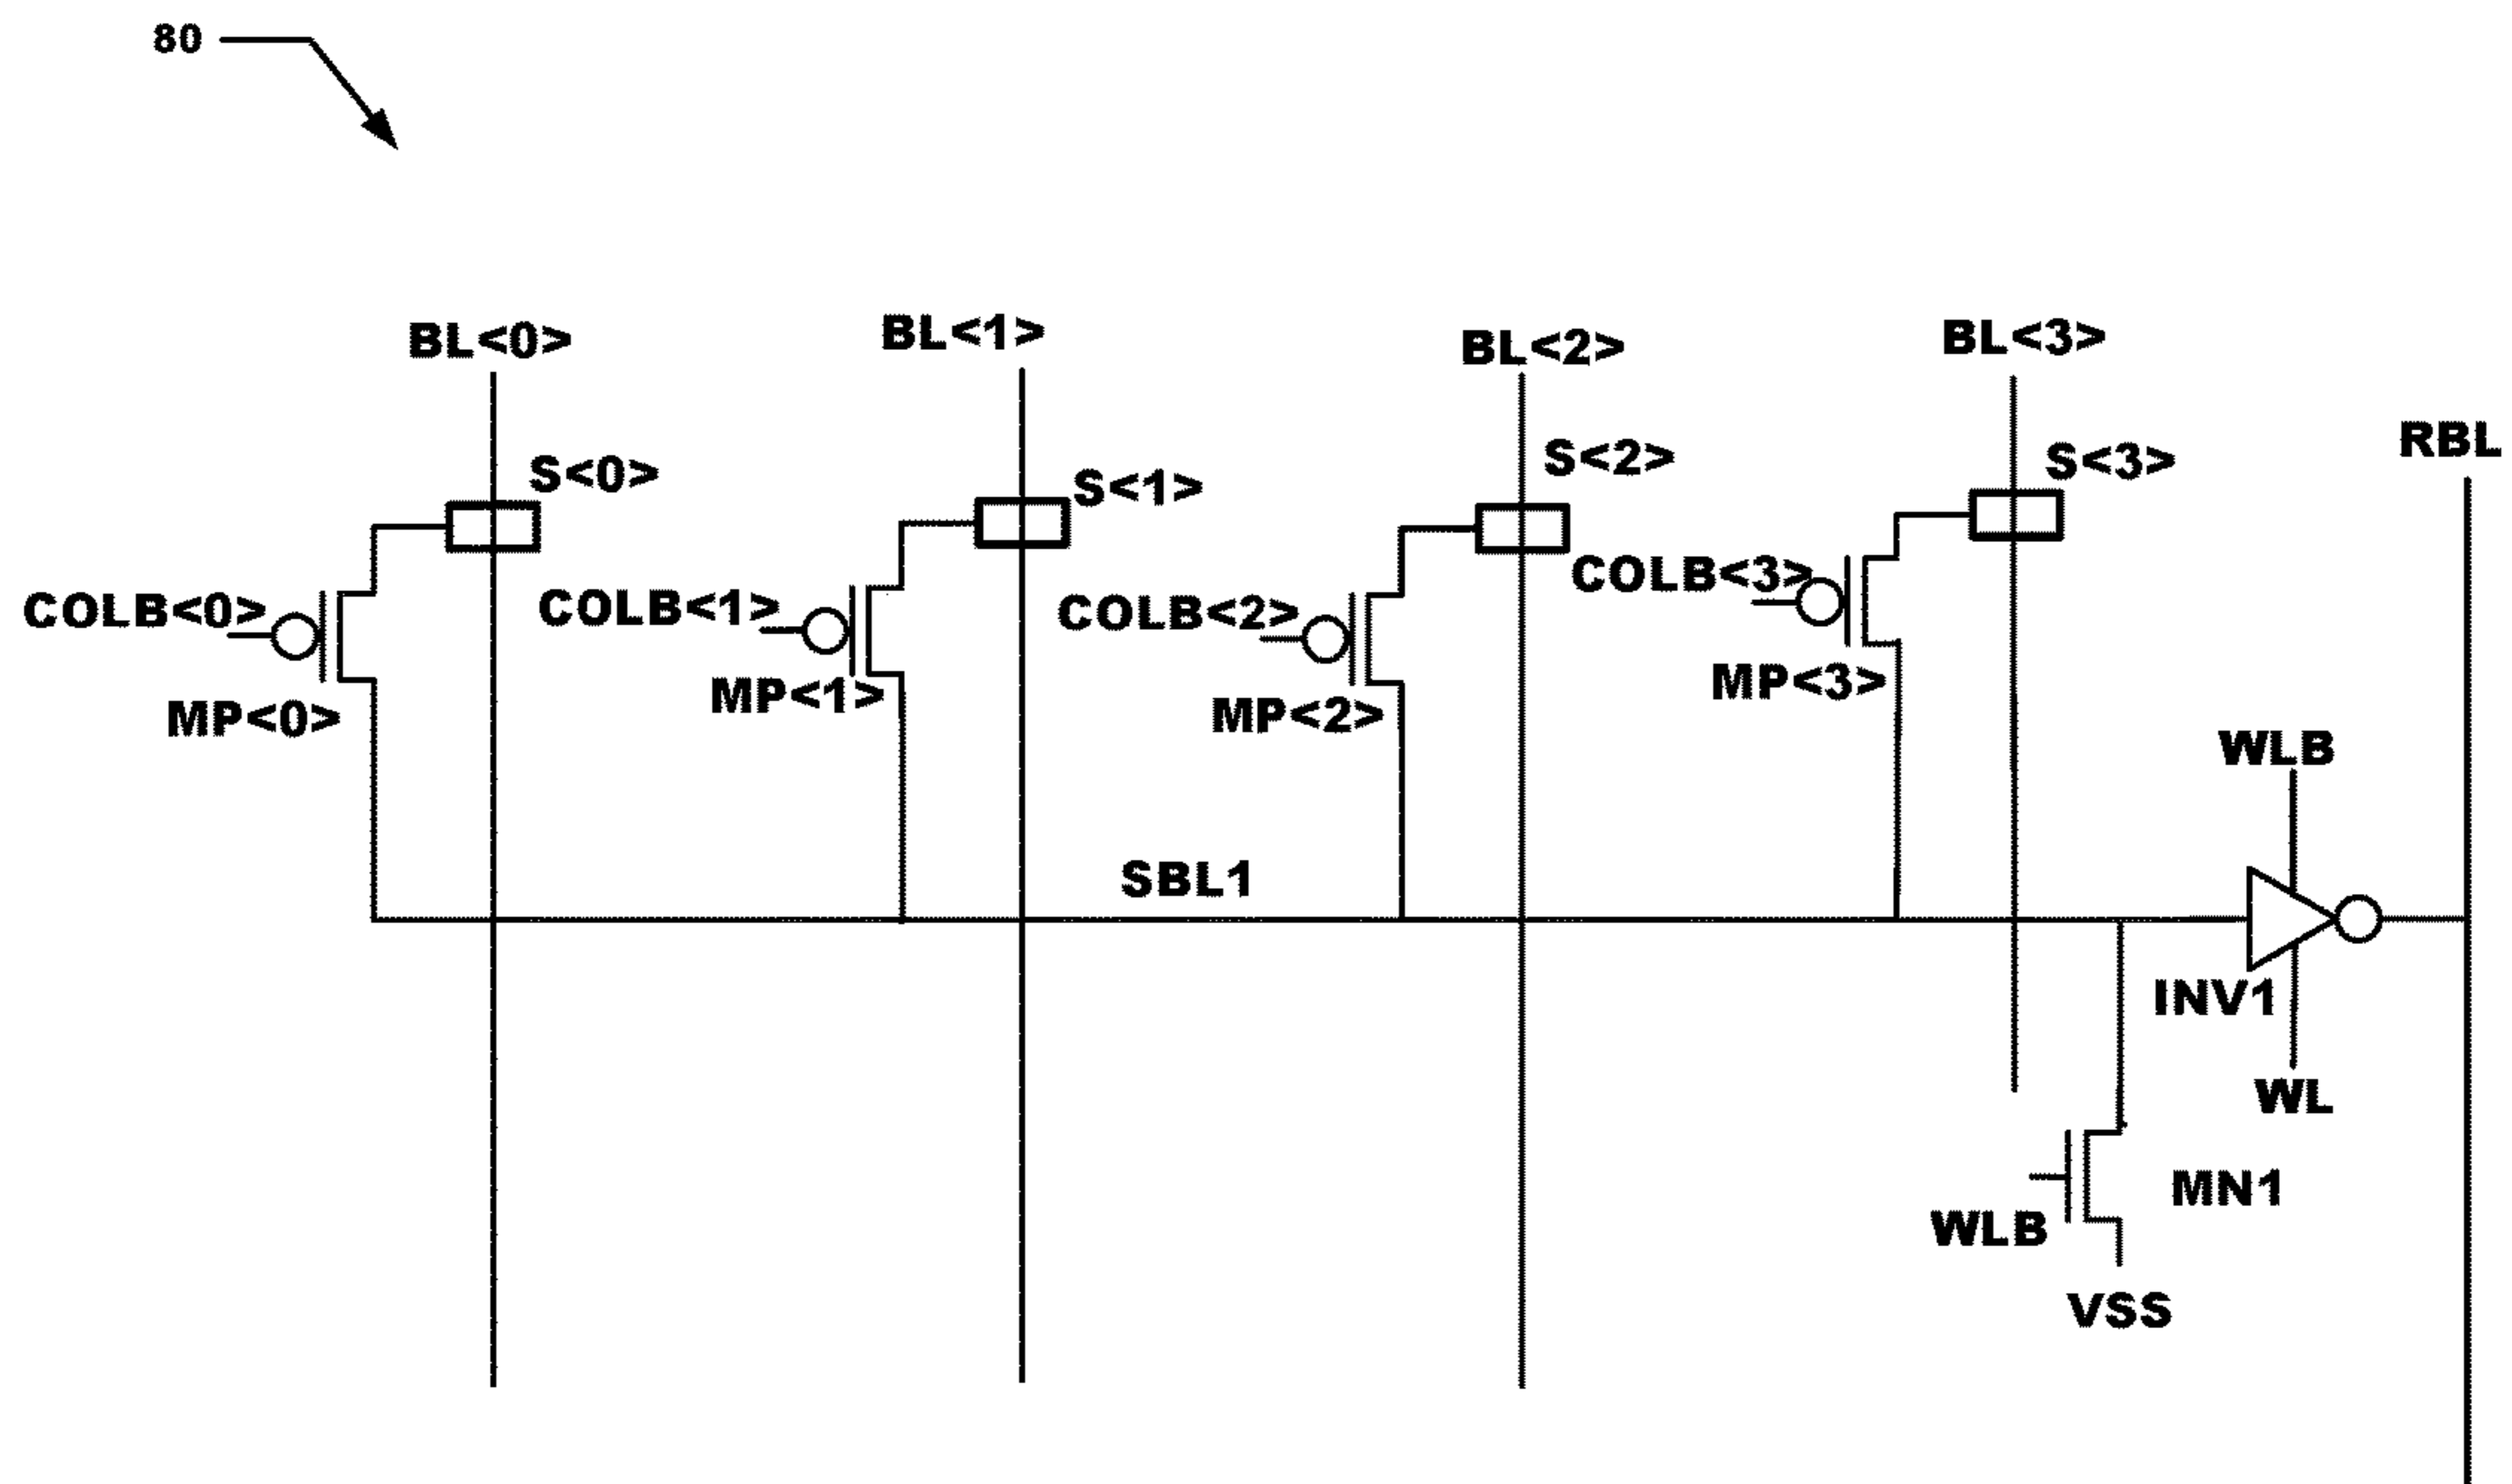 80
BL<0>
BL<1>
BL<2>
BL<3>
RBL
S<0>
S<1>
S<2>
S<3>
COLB<0>
COLB<1>
COLB<2>
COLB<3>
MP<0>
MP<1>
MP<2>
MP<3>
WLB
SBL1
INV1
WL
MN1
WLB
VSS